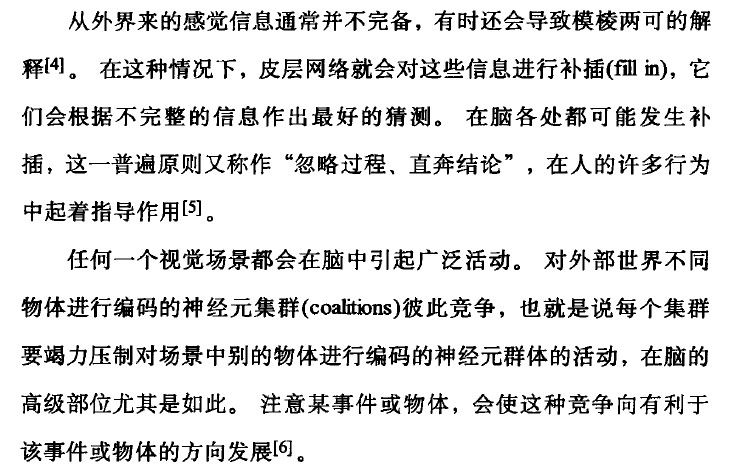 从外界来的感觉信息通常并不完备，有时还会导致模棱两可的解
释[4]。 在这种情况下，皮层网络就会对这些信息进行补插(fill in)，它
们会根据不完整的信息作出最好的猜测。 在脑各处都可能发生补
插，这一普遍原则又称作“忽略过程、直奔结论”，在人的许多行为
中起着指导作用[5]。
任何一个视觉场景都会在脑中引起广泛活动。 对外部世界不同
物体进行编码的神经元集群(coalitions)彼此竞争，也就是说每个集群
要竭力压制对场景中别的物体进行编码的神经元群体的活动，在脑的
高级部位尤其是如此。 注意某事件或物体，会使这种竞争向有利于
该事件或物体的方向发展[6]。